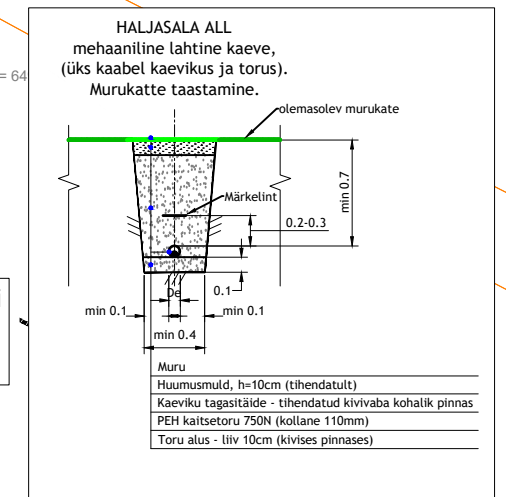 HALJASALA ALL
mehaaniline lahtine kaeve,
(üks kaabel kaevikus ja torus).
Murukatte taastamine.
= 64
olemasolev murukate
Märkelint
min 0.7
0.2-0.3
De
0.1
min 0.1
min 0.1
min 0.4
Muru
Huumusmuld, h=10cm (tihendatult)
Kaeviku tagasitäide - tihendatud kivivaba kohalik pinnas
PEH kaitsetoru 750N (kollane 110mm)
Toru alus - liiv 10cm (kivises pinnases)